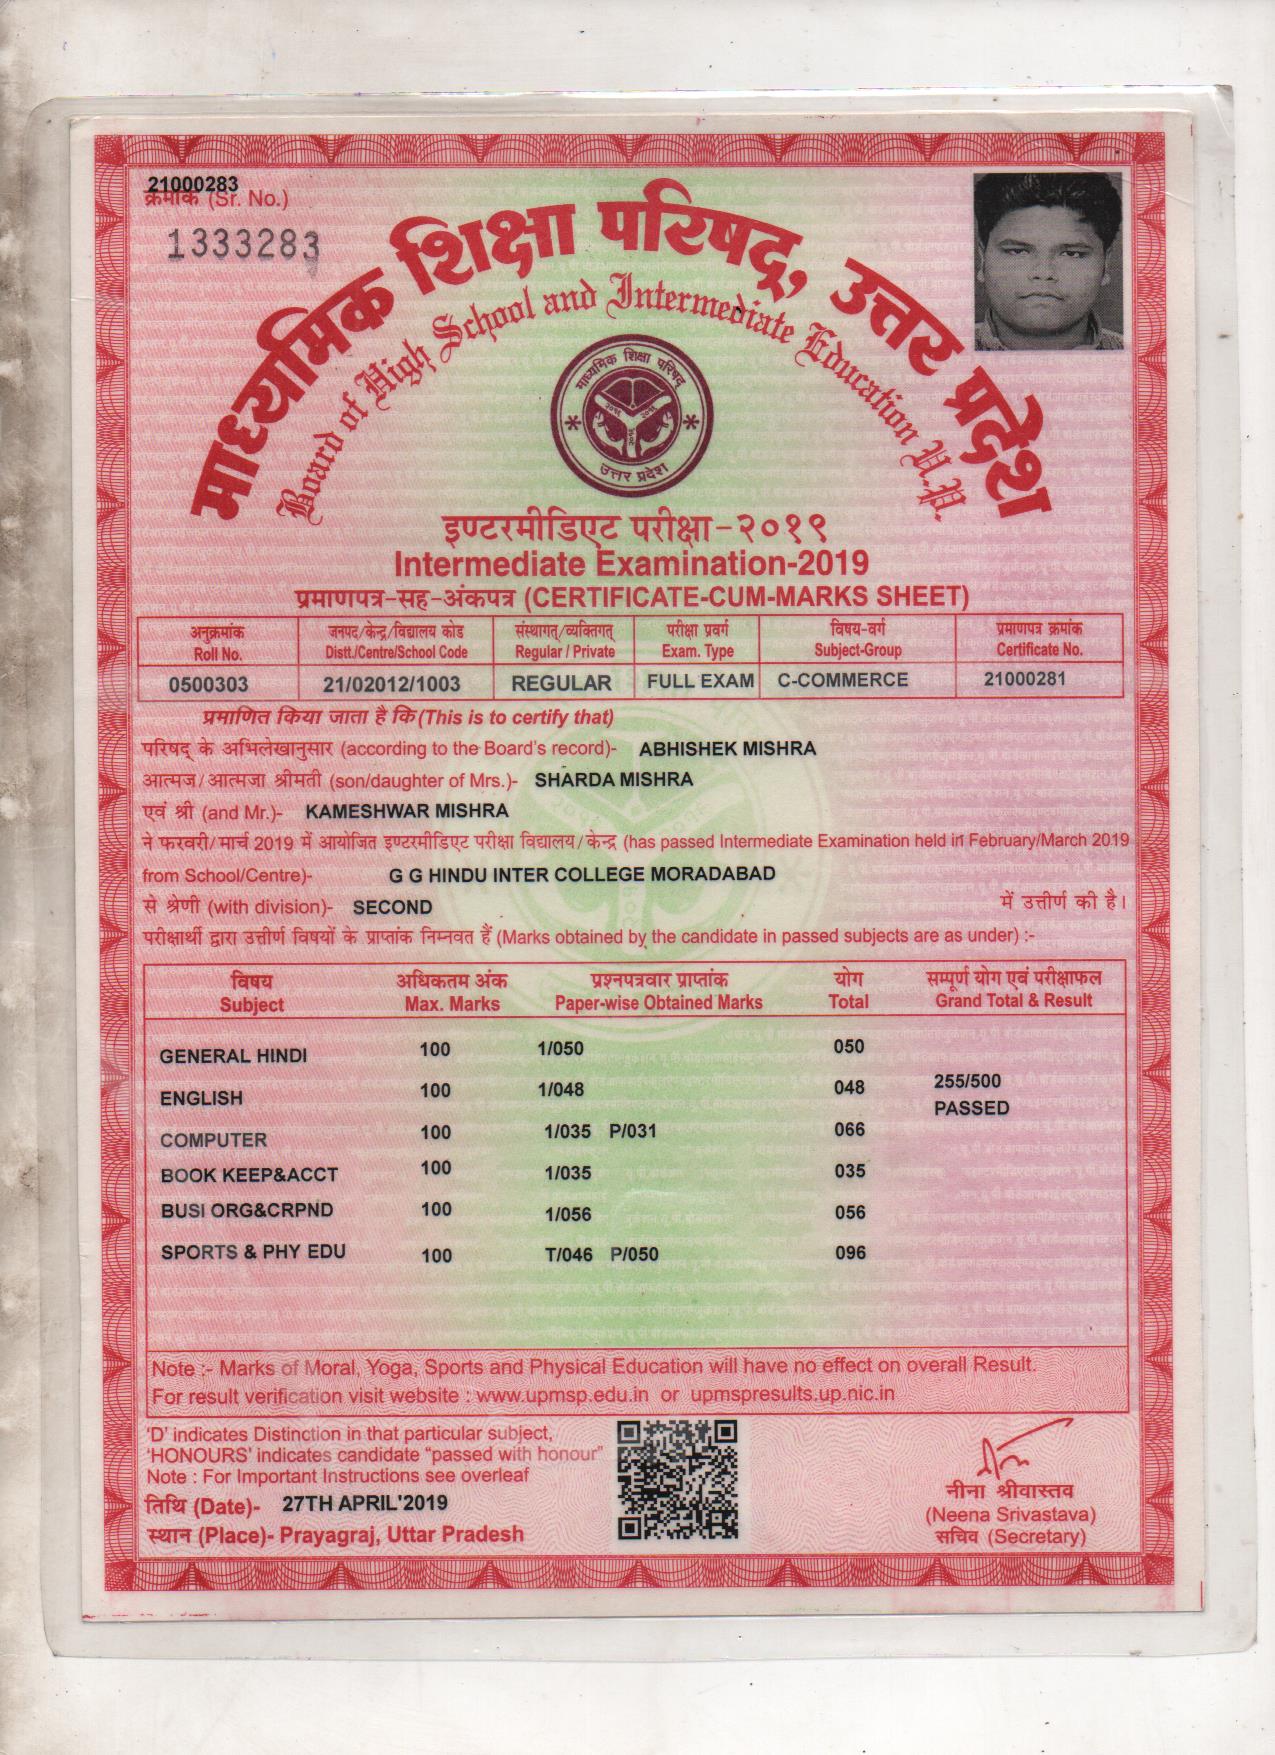 21000283
क्रमांक (Sr. No.)
1333283
माध्यमिक शिक्षा परिषद्, उत्तर प्रदेश
Board of High School and Intermediate Education U.P.
माध्यमिक शिक्षा परिषद्
२०१९ २०१९
२०१९
उत्तर प्रदेश
इण्टरमीडिएट परीक्षा-२०१९
Intermediate Examination-2019
प्रमाणपत्र-सह-अंकपत्र (CERTIFICATE-CUM-MARKS SHEET)
अनुक्रमांक जनपद/केन्द्र/विद्यालय कोड संस्थागत्/व्यक्तिगत् परीक्षा प्रवर्ग विषय-वर्ग प्रमाणपत्र क्रमांक
Roll No. Distt./Centre/School Code Regular / Private Exam. Type Subject-Group Certificate No.
0500303 21/02012/1003 REGULAR FULL EXAM C-COMMERCE 21000281
प्रमाणित किया जाता है कि (This is to certify that)
परिषद् के अभिलेखानुसार (according to the Board's record)- ABHISHEK MISHRA
आत्मज/आत्मजा श्रीमती (son/daughter of Mrs.)- SHARDA MISHRA
एवं श्री (and Mr.)- KAMESHWAR MISHRA
ने फरवरी/मार्च 2019 में आयोजित इण्टरमीडिएट परीक्षा विद्यालय/केन्द्र (has passed Intermediate Examination held in February/March 2019
from School/Centre)- G G HINDU INTER COLLEGE MORADABAD
से श्रेणी (with division)- SECOND में उत्तीर्ण की है।
परीक्षार्थी द्वारा उत्तीर्ण विषयों के प्राप्तांक निम्नवत हैं (Marks obtained by the candidate in passed subjects are as under) :-
विषय अधिकतम अंक प्रश्नपत्रवार प्राप्तांक योग सम्पूर्ण योग एवं परीक्षाफल
Subject Max. Marks Paper-wise Obtained Marks Total Grand Total & Result
GENERAL HINDI 100 1/050 050
ENGLISH 100 1/048 048 255/500
PASSED
COMPUTER 100 1/035 P/031 066
BOOK KEEP&ACCT 100 1/035 035
BUSI ORG&CRPND 100 1/056 056
SPORTS & PHY EDU 100 T/046 P/050 096
Note :- Marks of Moral, Yoga, Sports and Physical Education will have no effect on overall Result.
For result verification visit website : www.upmsp.edu.in or upmspresults.up.nic.in
'D' indicates Distinction in that particular subject,
'HONOURS' indicates candidate "passed with honour"
Note : For Important Instructions see overleaf
तिथि (Date)- 27TH APRIL'2019
स्थान (Place)- Prayagraj, Uttar Pradesh
नीना श्रीवास्तव
(Neena Srivastava)
सचिव (Secretary)